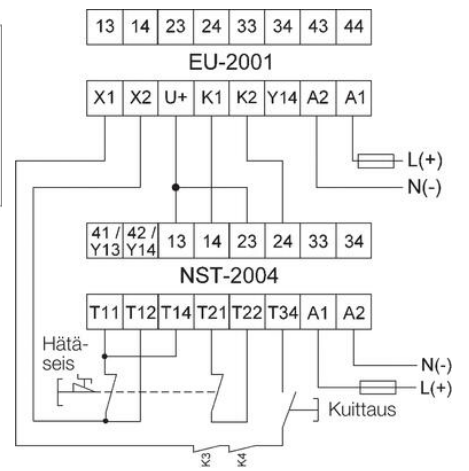 13 14 23 24 33 34 43 44
EU-2001
X1 X2 U+ K1 K2 Y14 A2 A1
L(+)
N(-)
41 / Y13 42 / Y14 13 14 23 24 33 34
NST-2004
T11 T12 T14 T21 T22 T34 A1 A2
Hätä-
seis
N(-)
L(+)
Kuittaus
K3 K4